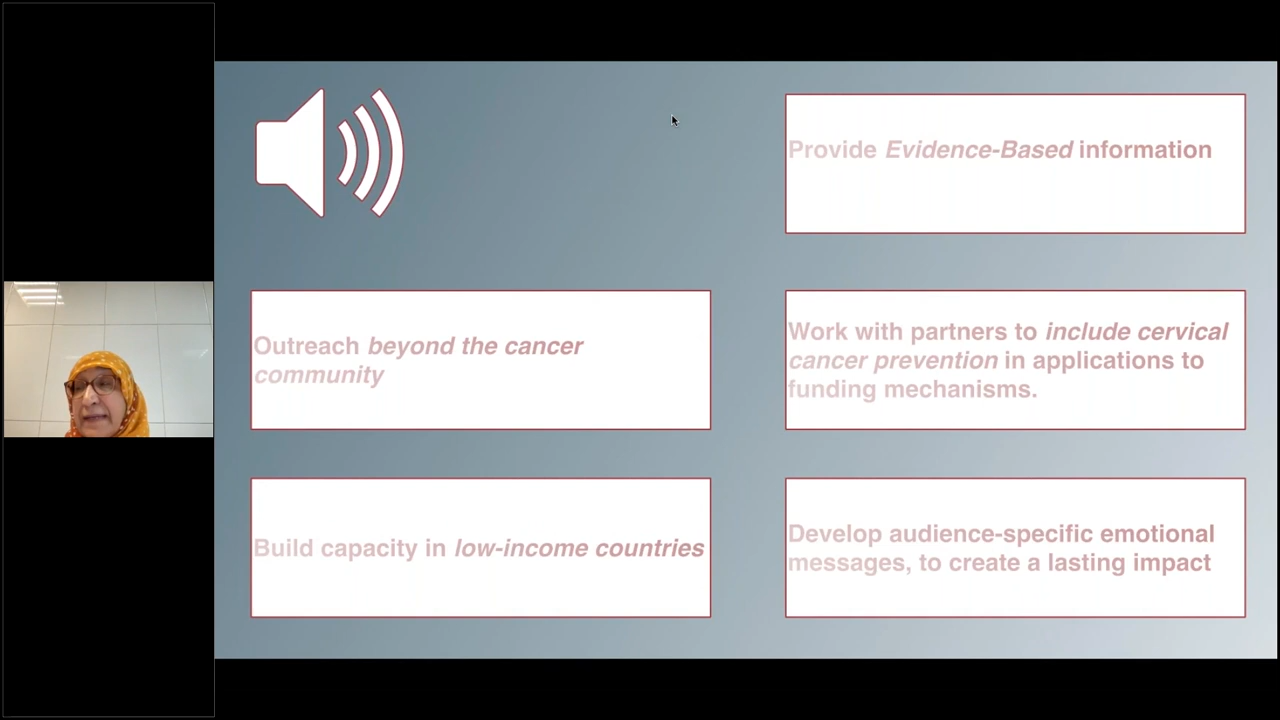 Provide Evidence-Based information
Outreach beyond the cancer
community
Work with partners to include cervical
cancer prevention in applications to
funding mechanisms.
Build capacity in low-income countries
Develop audience-specific emotional
messages, to create a lasting impact